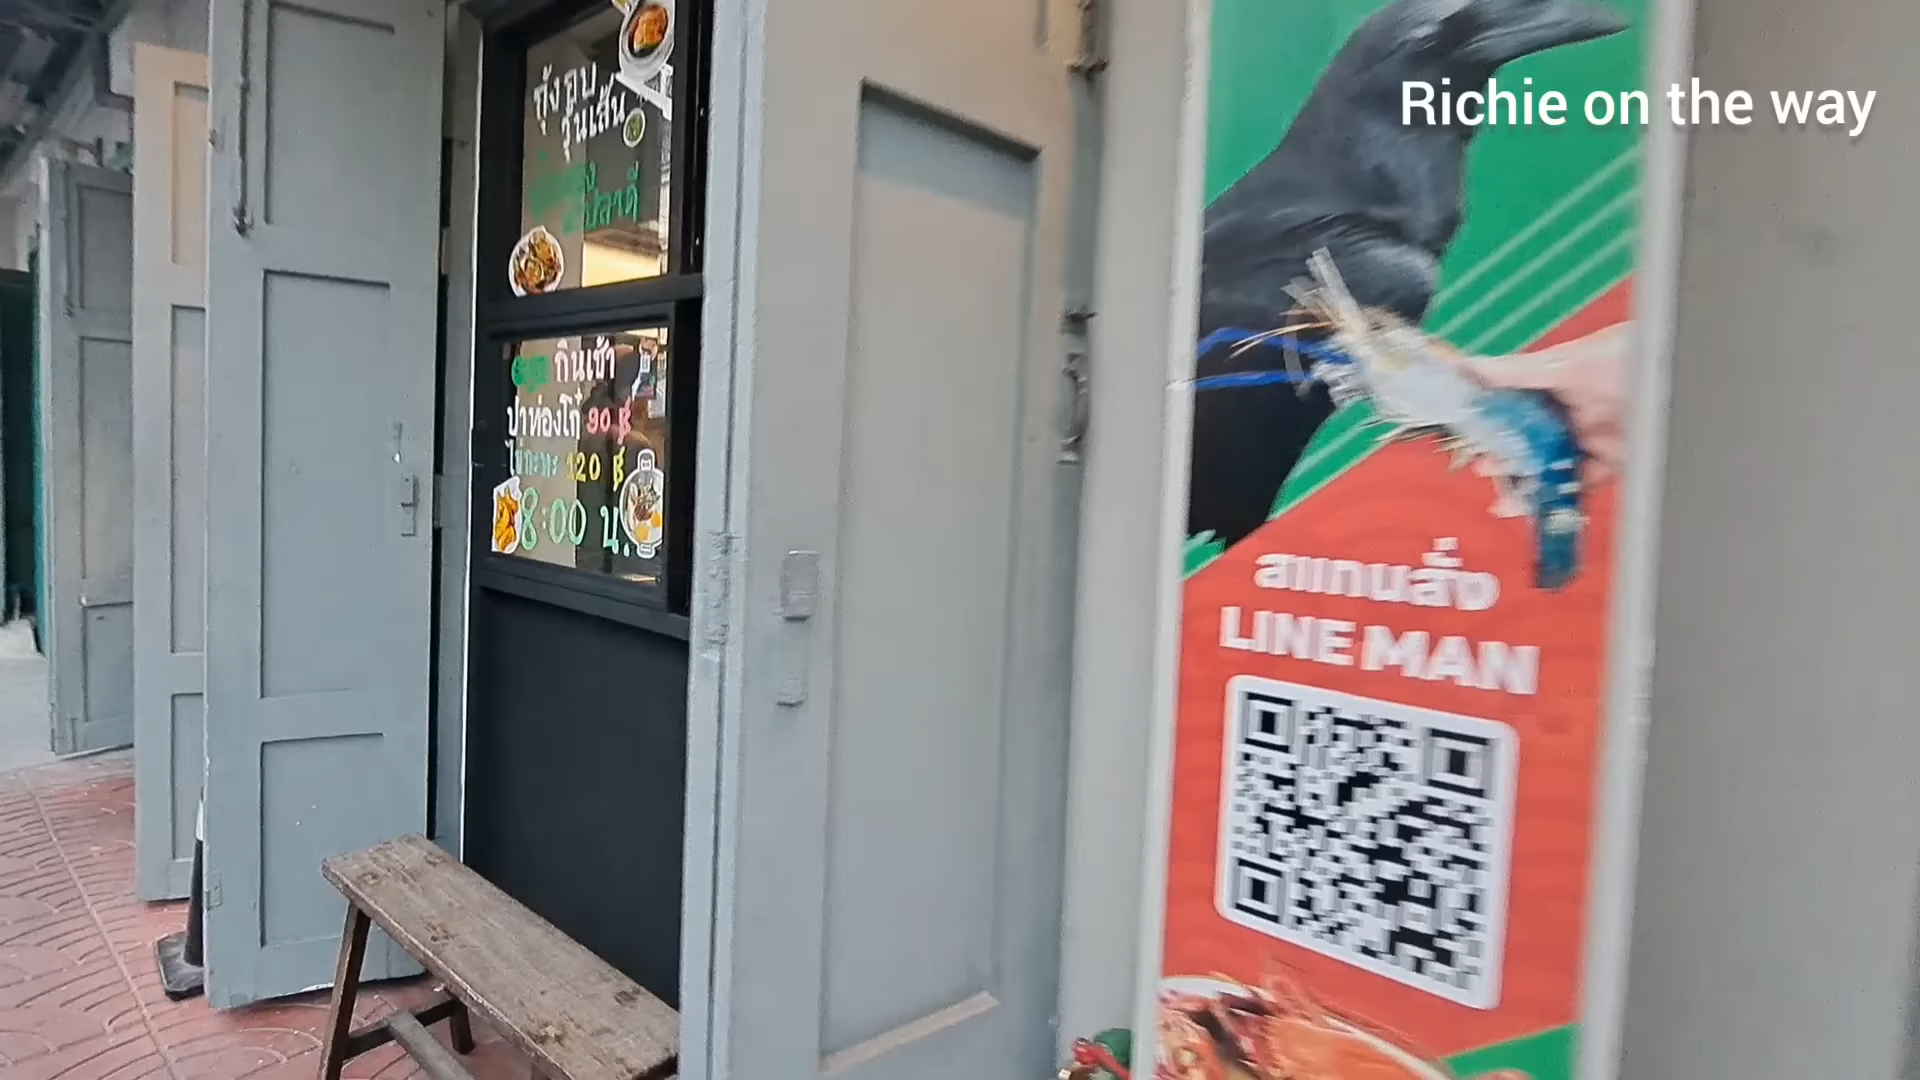 Richie on the way
กุ้งอบ
วุ้นเส้น
กินเช้า
ปาท่องโก๋ 90 ฿
ไข่กะทะ 120 ฿
8:00 น.
สแกนสั่ง
LINE MAN